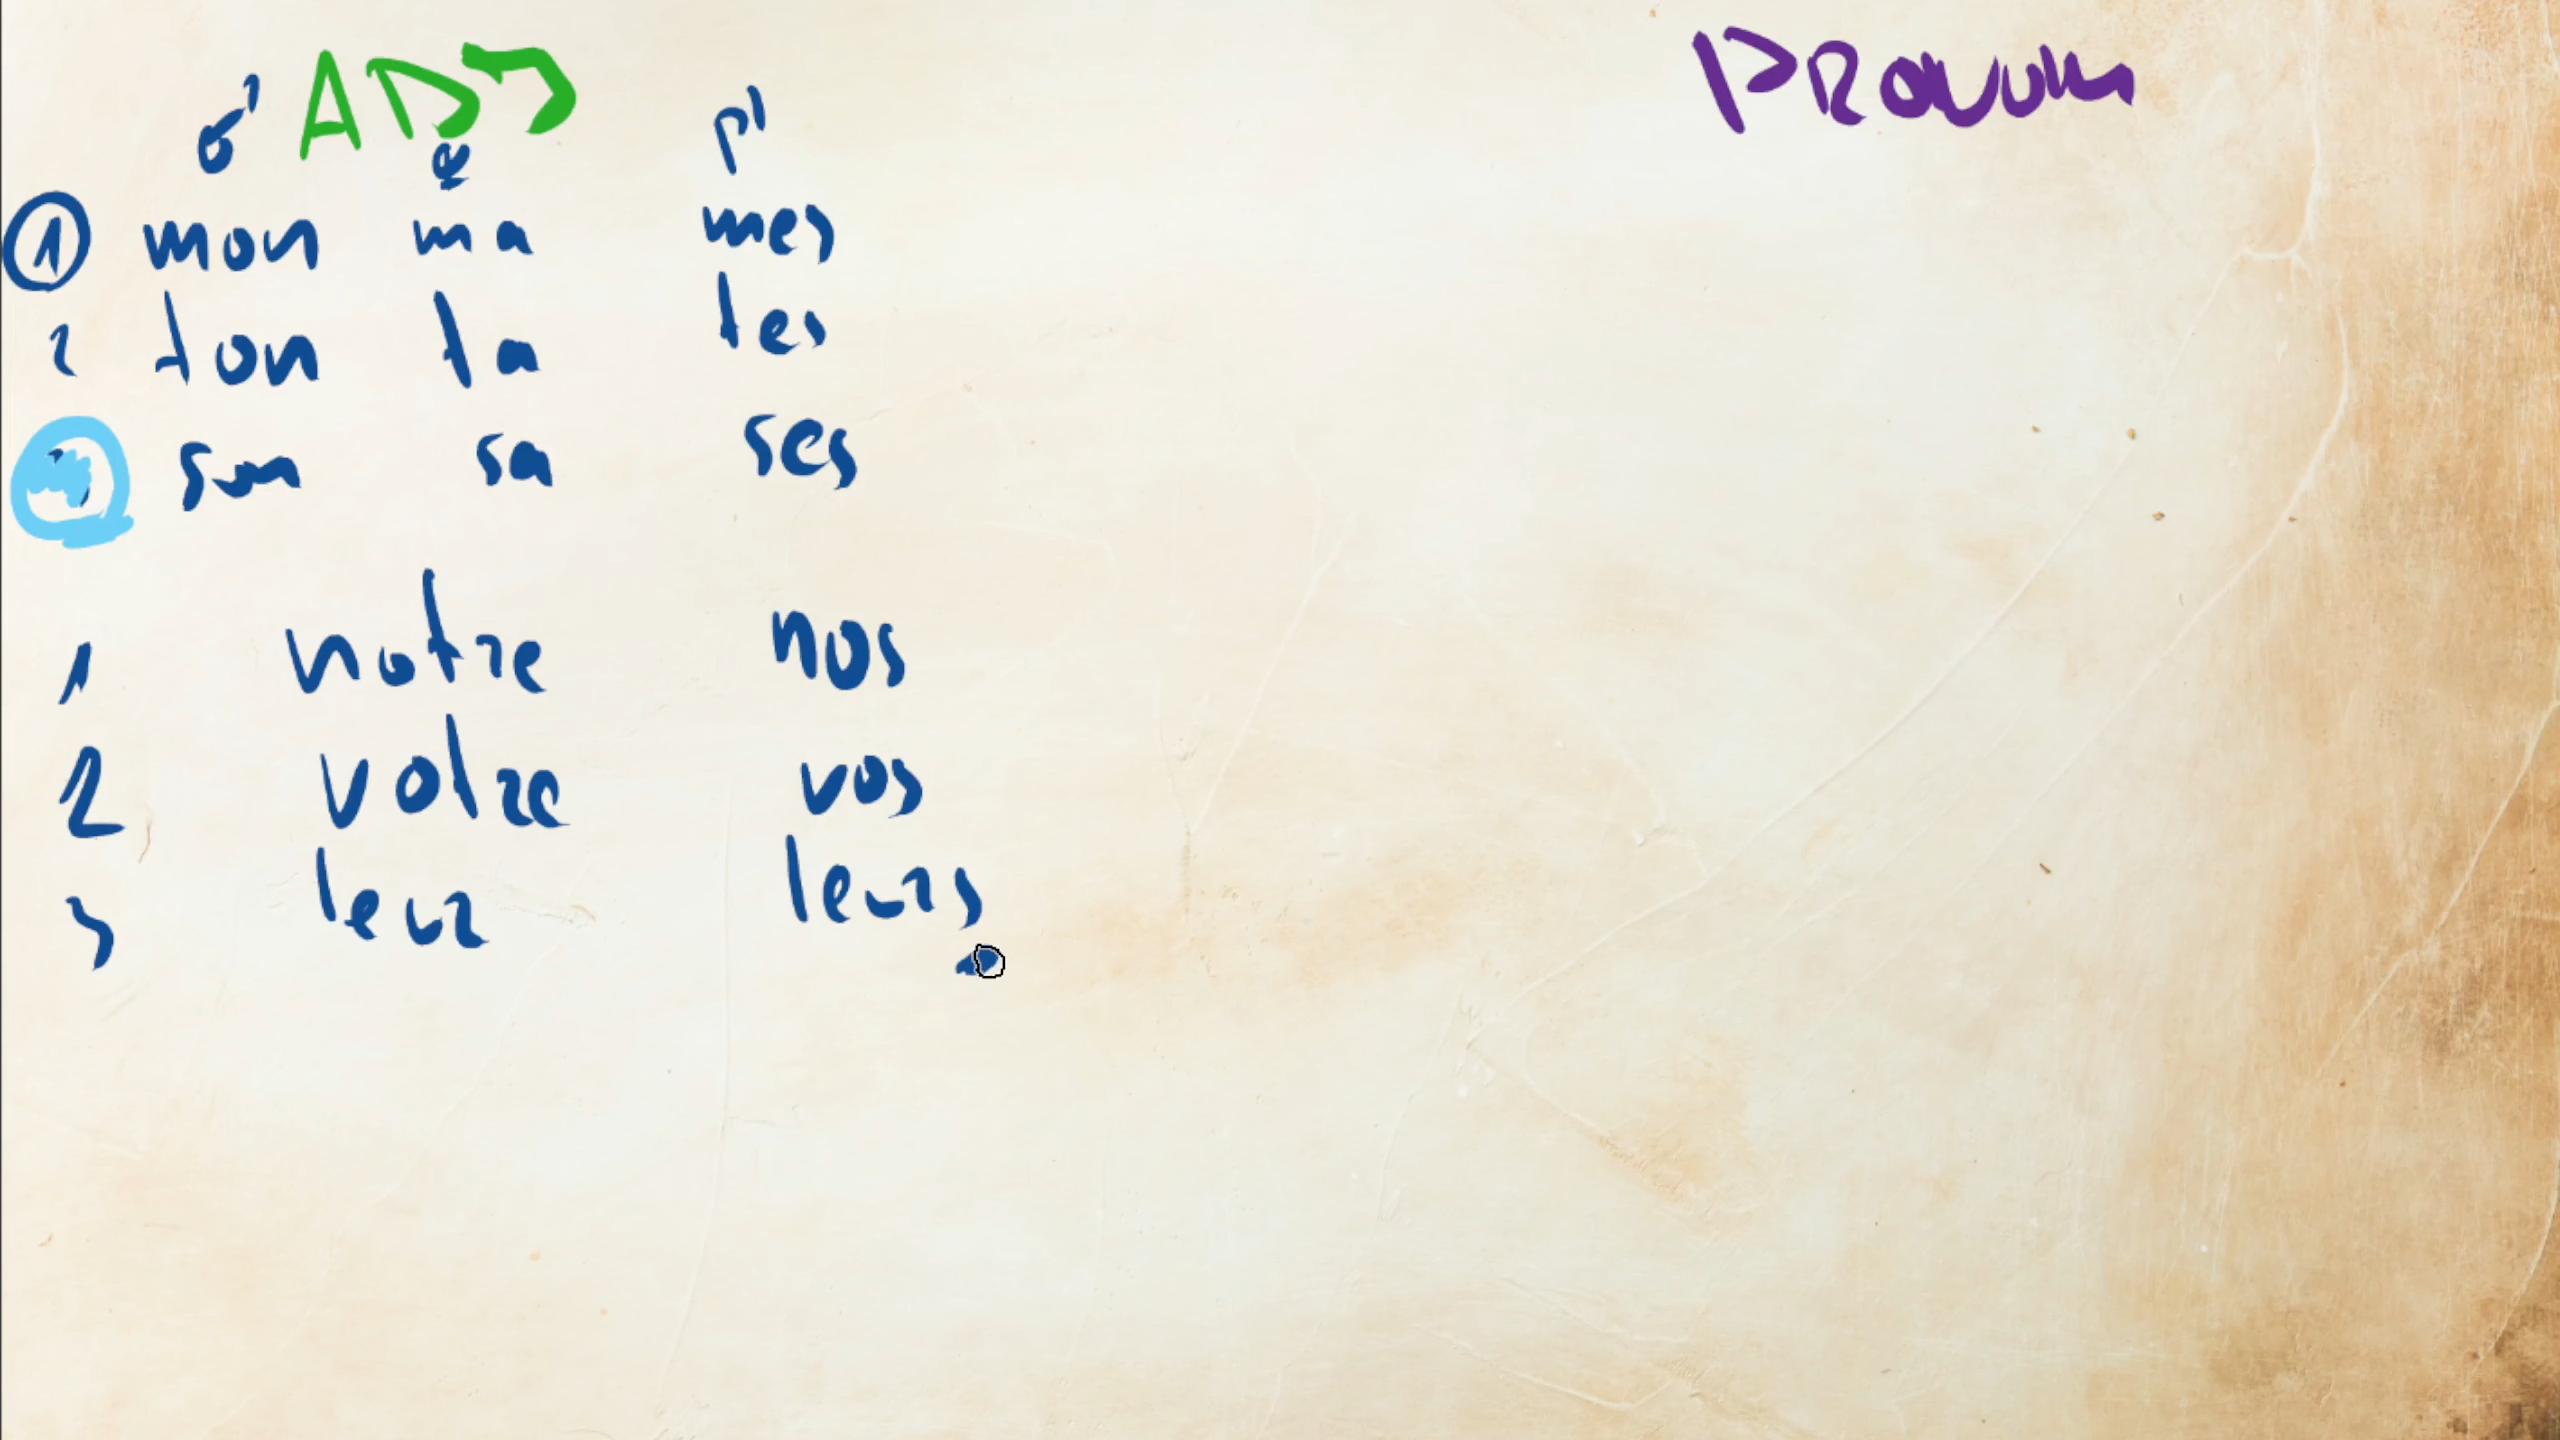 ADJ PRONOM
♂ ♀ pl
1 mon ma mes
2 ton ta tes
son sa ses
1 notre nos
2 votre vos
3 leur leurs